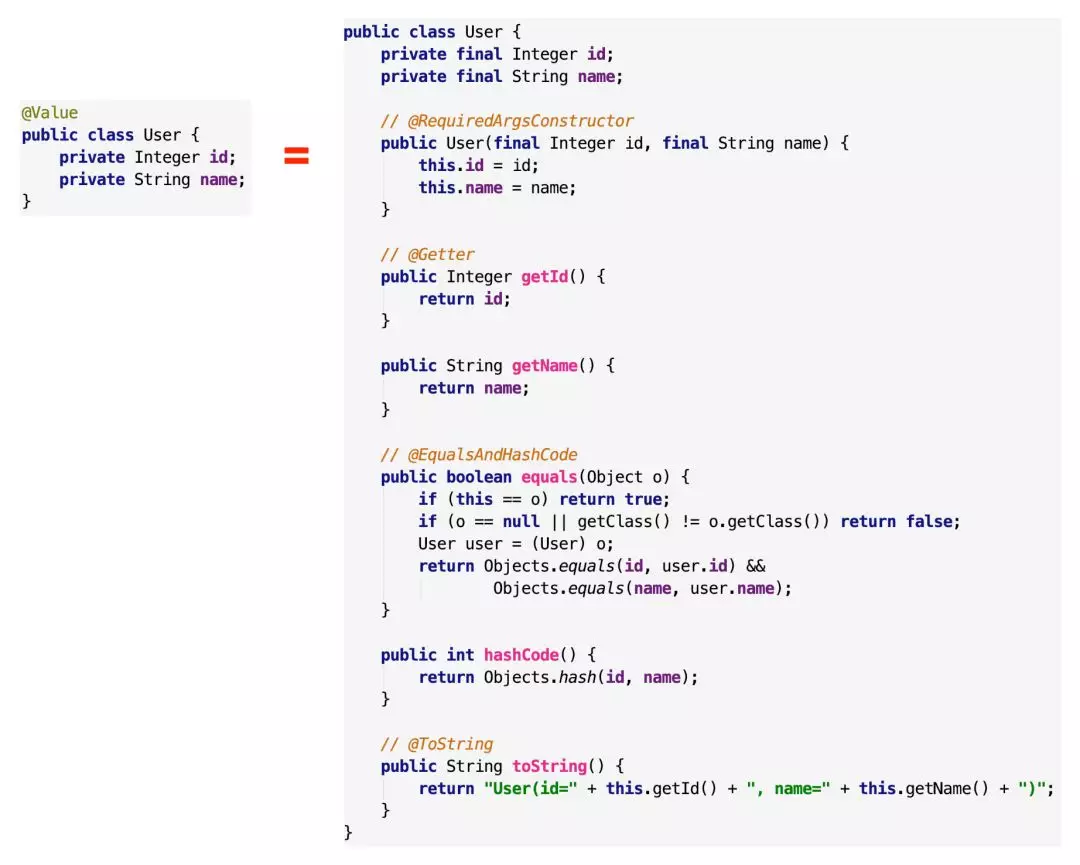 @Value
public class User {
    private Integer id;
    private String name;
}
=
public class User {
    private final Integer id;
    private final String name;

    // @RequiredArgsConstructor
    public User(final Integer id, final String name) {
        this.id = id;
        this.name = name;
    }

    // @Getter
    public Integer getId() {
        return id;
    }

    public String getName() {
        return name;
    }

    // @EqualsAndHashCode
    public boolean equals(Object o) {
        if (this == o) return true;
        if (o == null || getClass() != o.getClass()) return false;
        User user = (User) o;
        return Objects.equals(id, user.id) &&
                Objects.equals(name, user.name);
    }

    public int hashCode() {
        return Objects.hash(id, name);
    }

    // @ToString
    public String toString() {
        return "User(id=" + this.getId() + ", name=" + this.getName() + ")";
    }
}